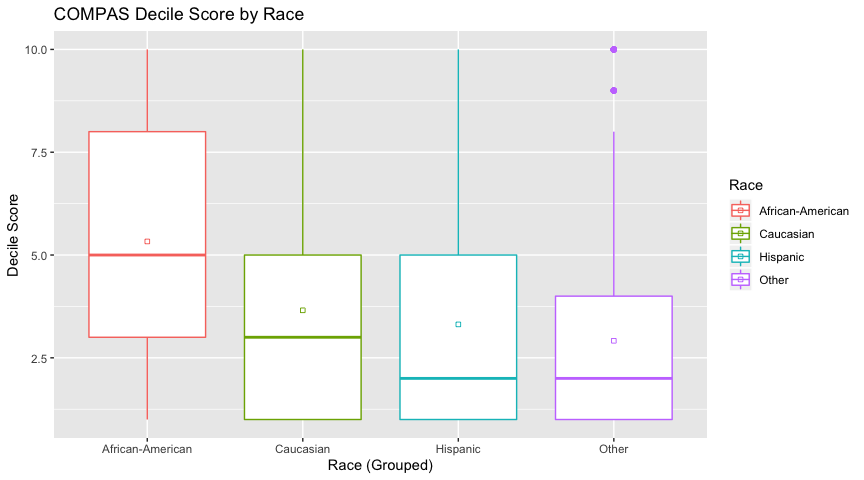 COMPAS Decile Score by Race
10.0
7.5
5.0
2.5
Decile Score
African-American
Caucasian
Hispanic
Other
Race (Grouped)
Race
African-American
Caucasian
Hispanic
Other